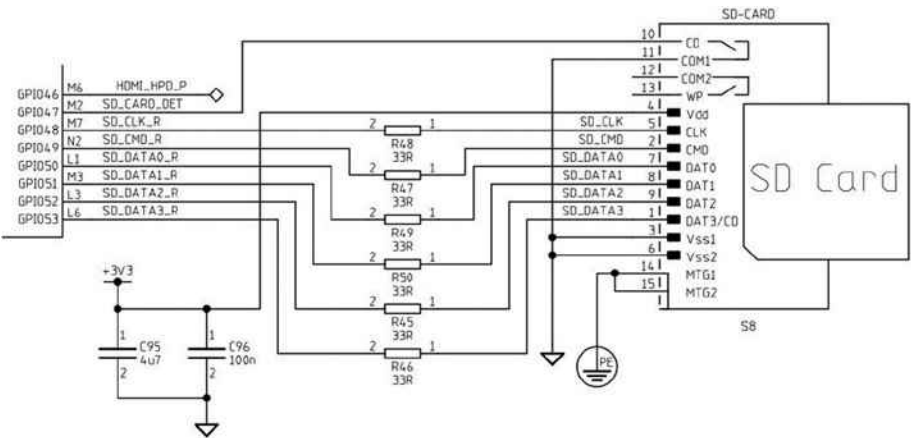 SD-CARD
10 CD
11 COM1
12 COM2
13 WP
4 Vdd
GPIO46 M6 HDMI_HPD_P
GPIO47 M2 SD_CARD_DET
GPIO48 M7 SD_CLK_R 2 R48 33R 1 SD_CLK 5 CLK
GPIO49 N2 SD_CMD_R 2 R47 33R 1 SD_CMD 2 CMD
GPIO50 L1 SD_DATA0_R 2 R49 33R 1 SD_DATA0 7 DAT0
GPIO51 M3 SD_DATA1_R 2 R50 33R 1 SD_DATA1 8 DAT1
GPIO52 L3 SD_DATA2_R 2 R45 33R 1 SD_DATA2 9 DAT2
GPIO53 L6 SD_DATA3_R 2 R46 33R 1 SD_DATA3 1 DAT3/CD
3 Vss1
6 Vss2
14 MTG1
15 MTG2
SD Card
S8
PE
+3V3
1 C95 4u7 2
1 C96 100n 2